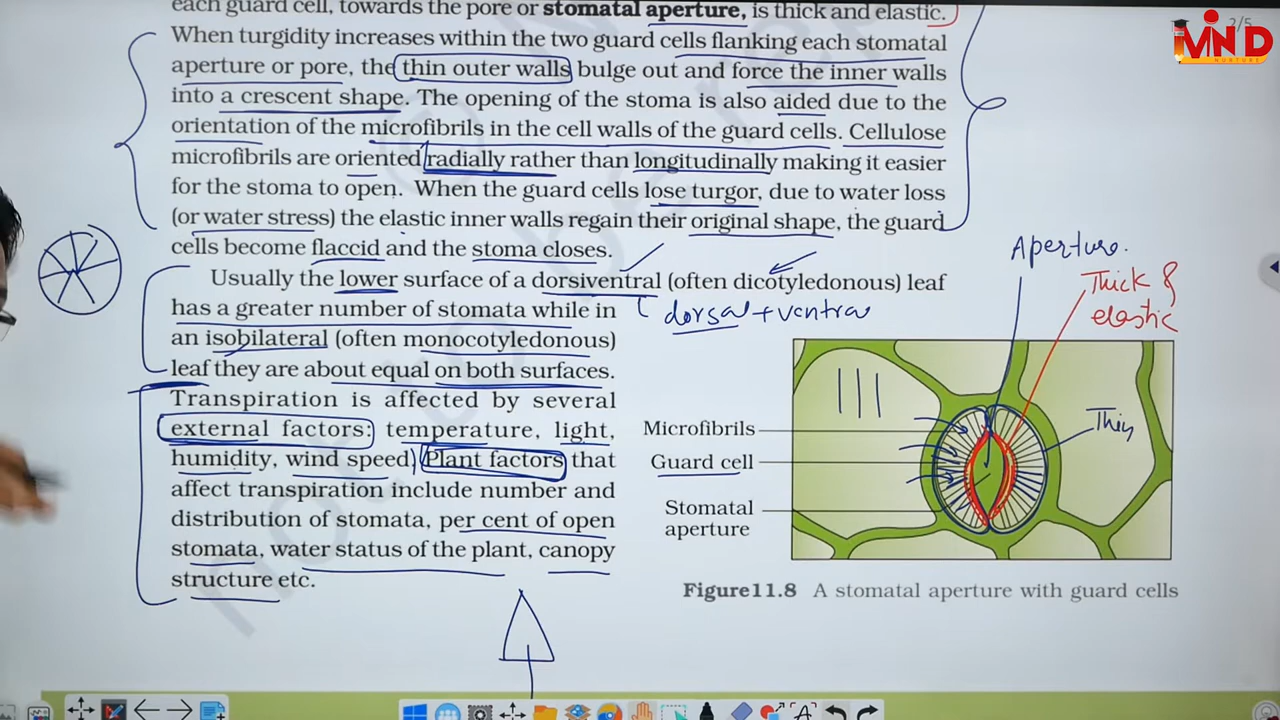 each guard cell, towards the pore or stomatal aperture, is thick and elastic.
When turgidity increases within the two guard cells flanking each stomatal
aperture or pore, the thin outer walls bulge out and force the inner walls
into a crescent shape. The opening of the stoma is also aided due to the
orientation of the microfibrils in the cell walls of the guard cells. Cellulose
microfibrils are oriented radially rather than longitudinally making it easier
for the stoma to open. When the guard cells lose turgor, due to water loss
(or water stress) the elastic inner walls regain their original shape, the guard
cells become flaccid and the stoma closes.
Usually the lower surface of a dorsiventral (often dicotyledonous) leaf
has a greater number of stomata while in
an isobilateral (often monocotyledonous)
leaf they are about equal on both surfaces.
Transpiration is affected by several
external factors: temperature, light,
humidity, wind speed) Plant factors that
affect transpiration include number and
distribution of stomata, per cent of open
stomata, water status of the plant, canopy
structure etc.
2/5
MIND
NURTURE
Aperture.
Thick &
elastic
dorsal + ventral
Thin
Microfibrils
Guard cell
Stomatal
aperture
Figure11.8 A stomatal aperture with guard cells